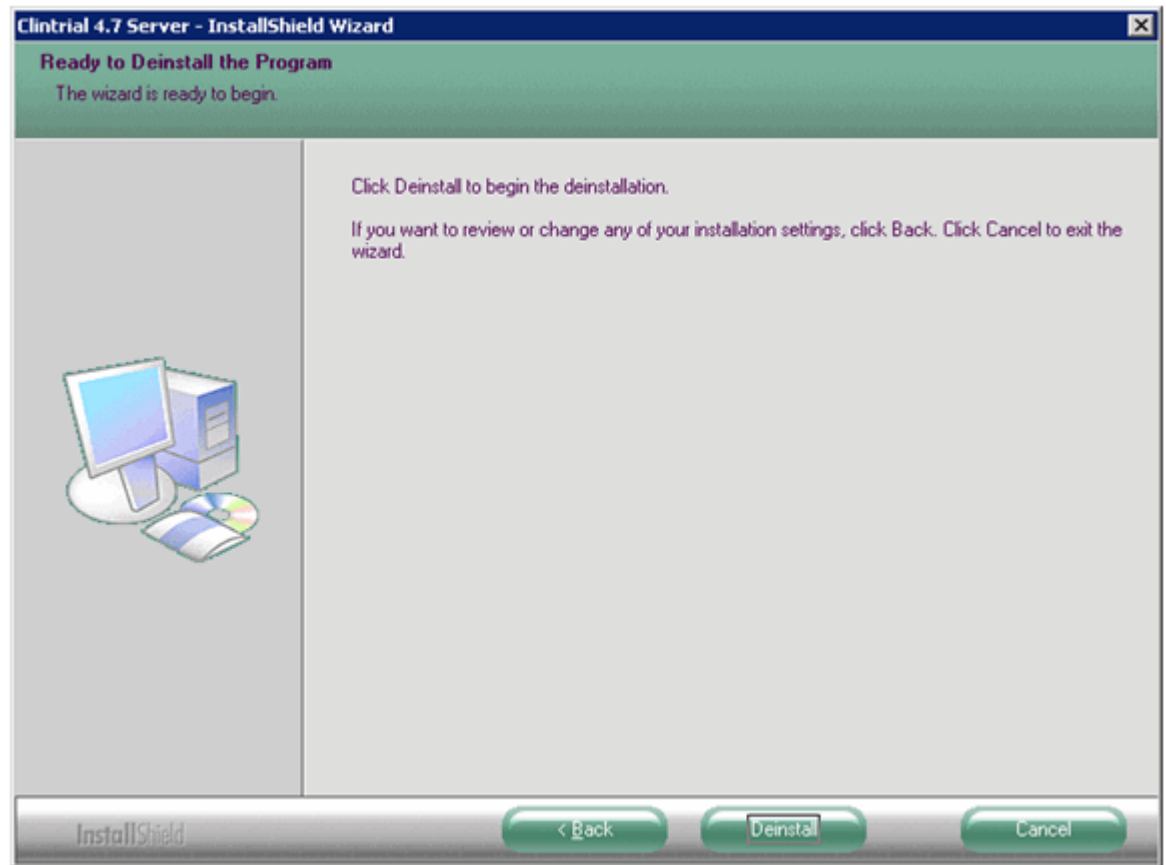 Clintrial 4.7 Server - InstallShield Wizard
Ready to Deinstall the Program
The wizard is ready to begin.
Click Deinstall to begin the deinstallation.
If you want to review or change any of your installation settings, click Back. Click Cancel to exit the
wizard.
InstallShield
< Back
Deinstall
Cancel